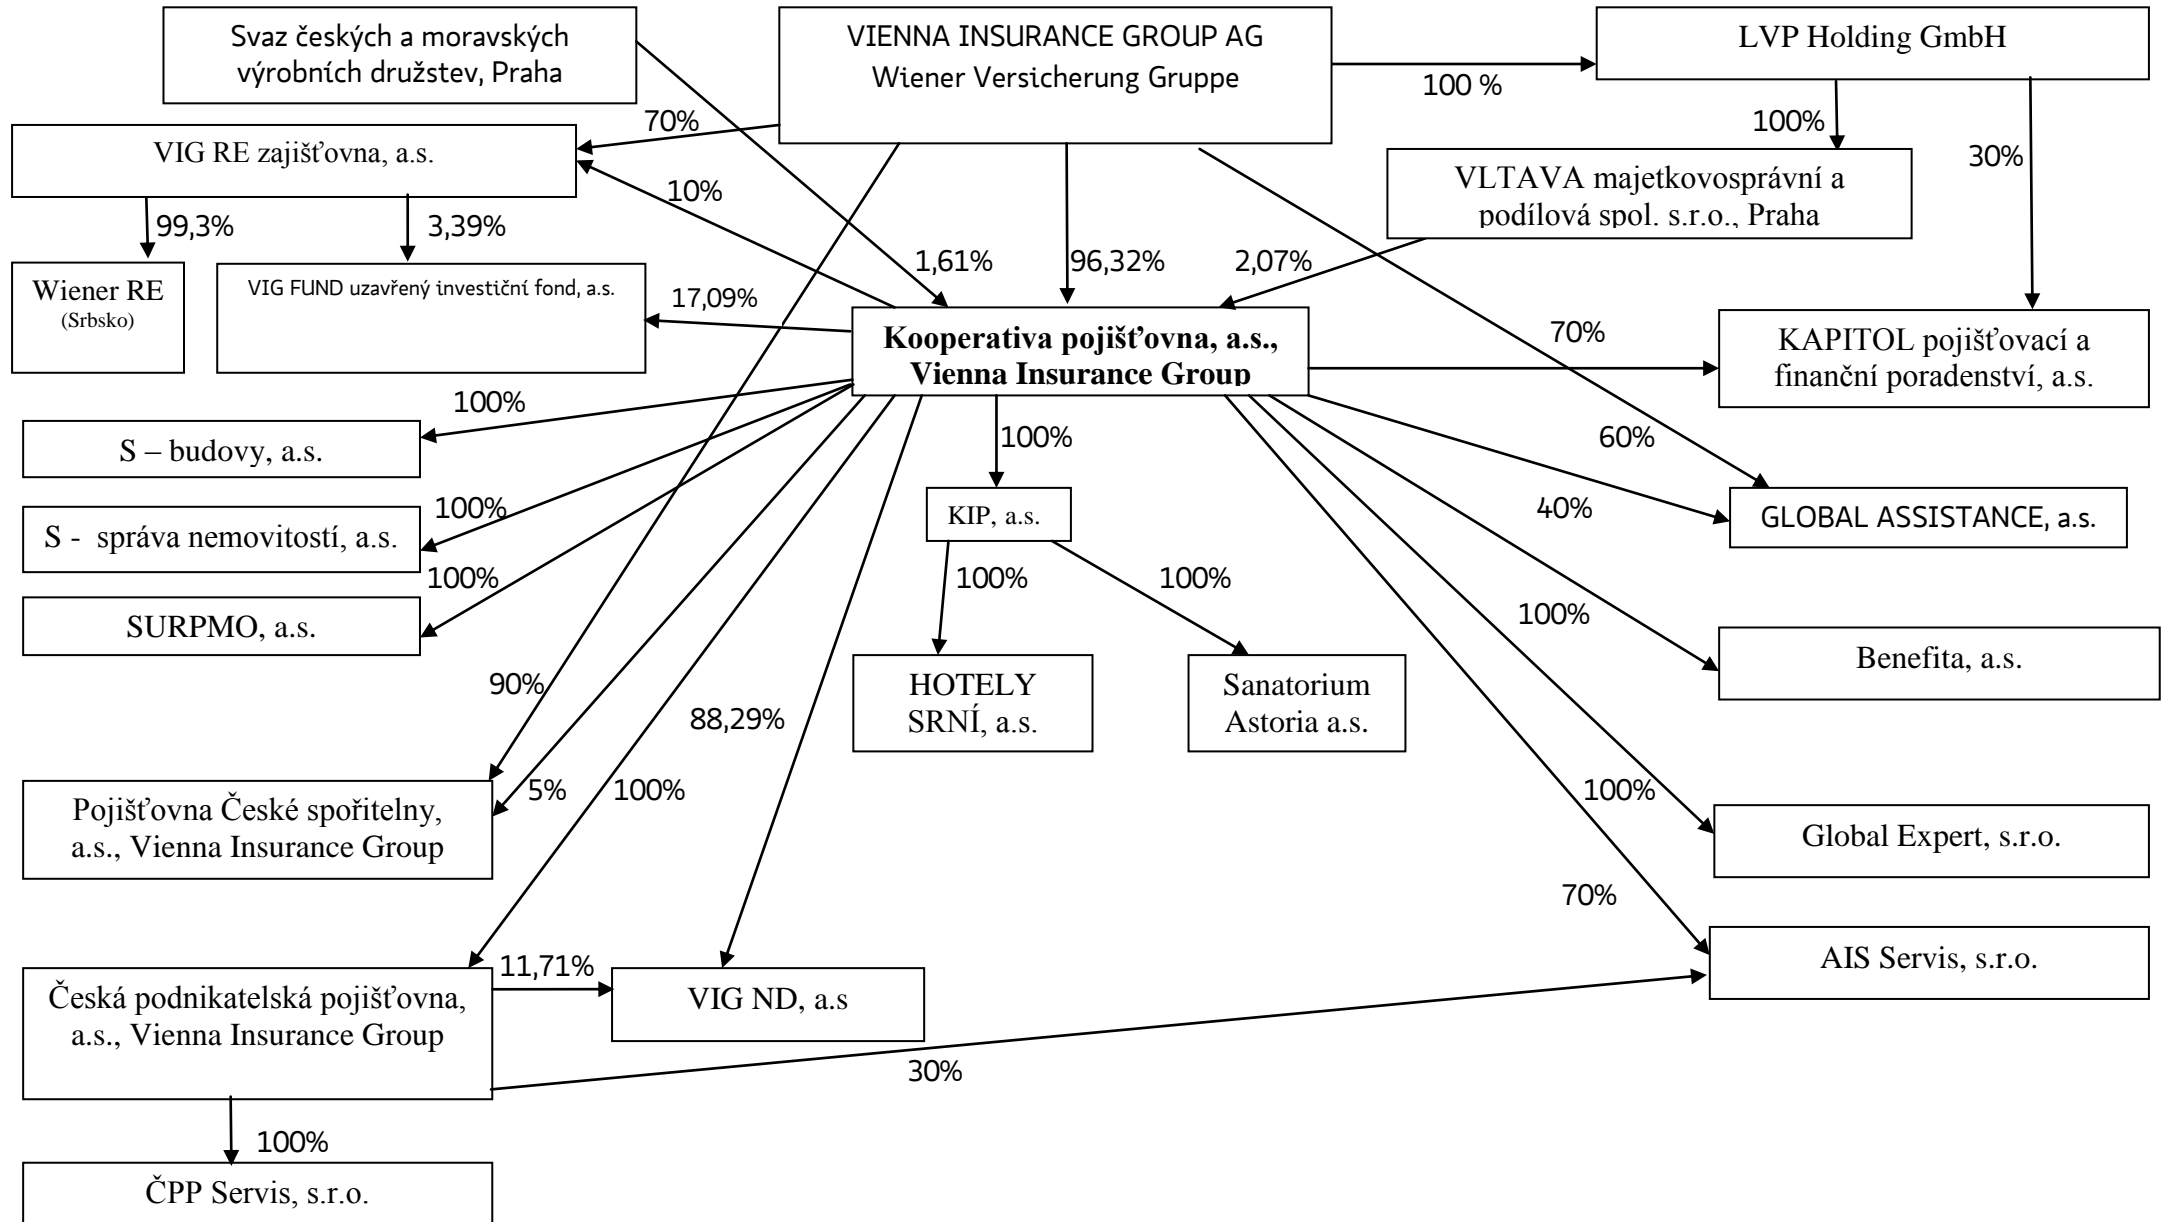 Svaz českých a moravských
výrobních družstev, Praha
VIENNA INSURANCE GROUP AG
Wiener Versicherung Gruppe
LVP Holding GmbH
100 %
70%
100%
30%
VIG RE zajišťovna, a.s.
VLTAVA majetkovosprávní a
podílová spol. s.r.o., Praha
10%
99,3%
3,39%
1,61%
96,32%
2,07%
Wiener RE
(Srbsko)
VIG FUND uzavřený investiční fond, a.s.
17,09%
Kooperativa pojišťovna, a.s.,
Vienna Insurance Group
70%
KAPITOL pojišťovací a
finanční poradenství, a.s.
100%
S – budovy, a.s.
100%
60%
100%
S -  správa nemovitostí, a.s.
KIP, a.s.
40%
GLOBAL ASSISTANCE, a.s.
100%
100%
100%
100%
SURPMO, a.s.
HOTELY
SRNÍ, a.s.
Sanatorium
Astoria a.s.
Benefita, a.s.
90%
88,29%
5%
100%
100%
Pojišťovna České spořitelny,
a.s., Vienna Insurance Group
Global Expert, s.r.o.
70%
11,71%
AIS Servis, s.r.o.
Česká podnikatelská pojišťovna,
a.s., Vienna Insurance Group
VIG ND, a.s
30%
100%
ČPP Servis, s.r.o.